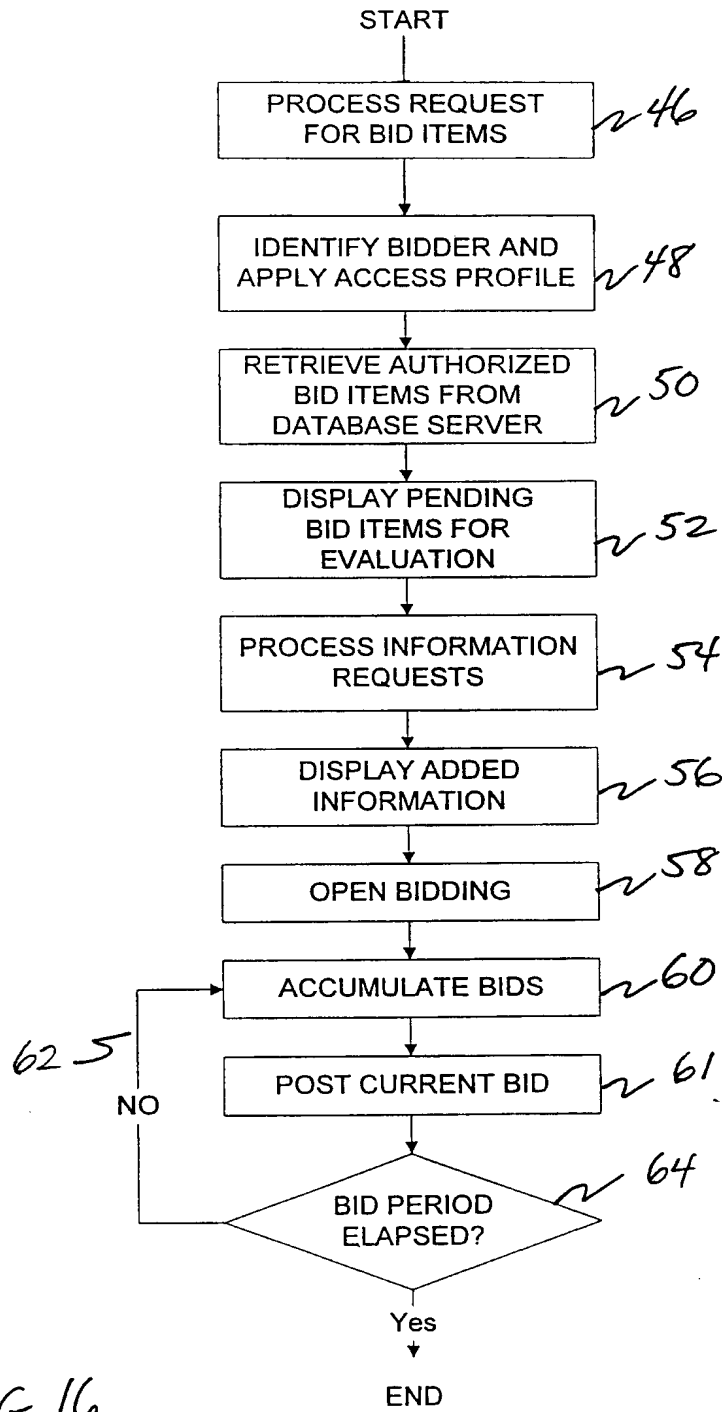 START
PROCESS REQUEST
FOR BID ITEMS
46
IDENTIFY BIDDER AND
APPLY ACCESS PROFILE
48
RETRIEVE AUTHORIZED
BID ITEMS FROM
DATABASE SERVER
50
DISPLAY PENDING
BID ITEMS FOR
EVALUATION
52
PROCESS INFORMATION
REQUESTS
54
DISPLAY ADDED
INFORMATION
56
OPEN BIDDING
58
ACCUMULATE BIDS
60
62
NO
POST CURRENT BID
61
BID PERIOD
ELAPSED?
64
Yes
END
G 16